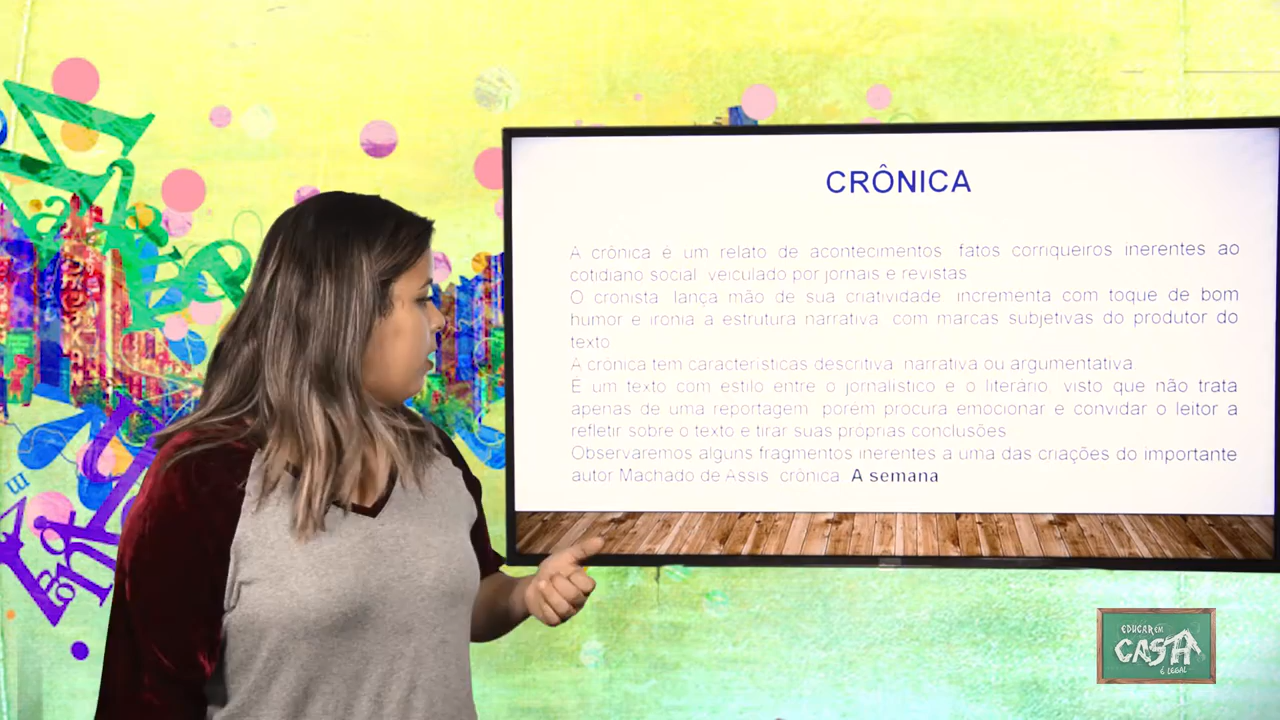 CRÔNICA
A crônica é um relato de acontecimentos fatos corriqueiros inerentes ao
cotidiano social veiculado por jornais e revistas
O cronista lança mão de sua criatividade incrementa com toque de bom
humor e ironia a estrutura narrativa com marcas subjetivas do produtor do
texto
A crônica tem características descritiva narrativa ou argumentativa.
É um texto com estilo entre o jornalístico e o literário visto que não trata
apenas de uma reportagem porém procura emocionar e convidar o leitor a
refletir sobre o texto e tirar suas próprias conclusões
Observaremos alguns fragmentos inerentes a uma das criações do importante
autor Machado de Assis crônica A semana
EDUCAR EM
CASA
É LEGAL